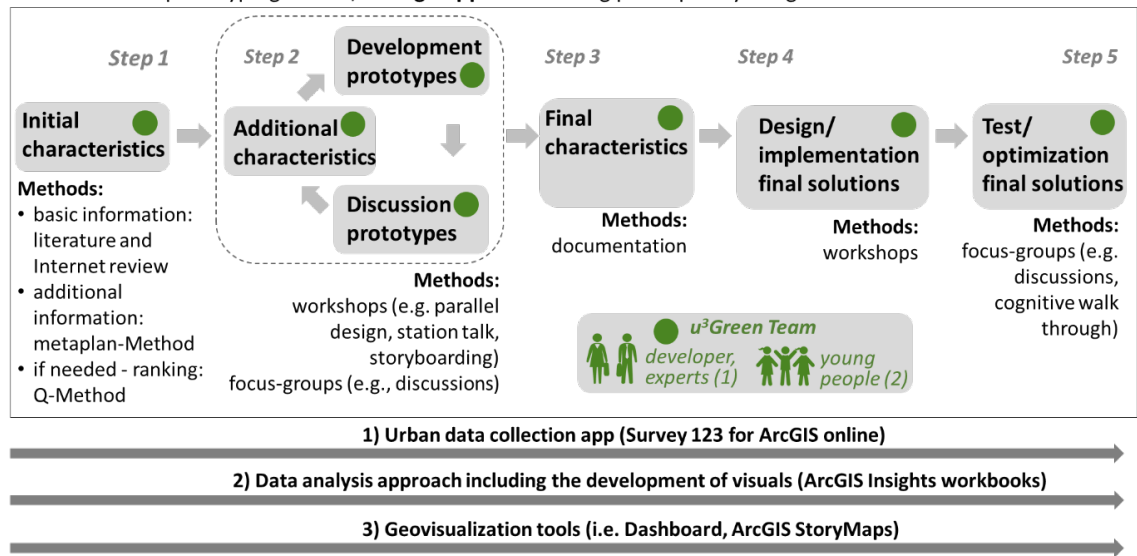 Step 1
Initial
characteristics
Methods:
• basic information:
literature and
Internet review
• additional
information:
metaplan-Method
• if needed - ranking:
Q-Method
Step 2
Development
prototypes
Additional
characteristics
Discussion
prototypes
Methods:
workshops (e.g. parallel
design, station talk,
storyboarding)
focus-groups (e.g., discussions)
Step 3
Final
characteristics
Methods:
documentation
Step 4
Design/
implementation
final solutions
Methods:
workshops
Step 5
Test/
optimization
final solutions
Methods:
focus-groups (e.g.
discussions,
cognitive walk
through)
u³Green Team
developer,
experts (1)
young
people (2)
1) Urban data collection app (Survey 123 for ArcGIS online)
2) Data analysis approach including the development of visuals (ArcGIS Insights workbooks)
3) Geovisualization tools (i.e. Dashboard, ArcGIS StoryMaps)